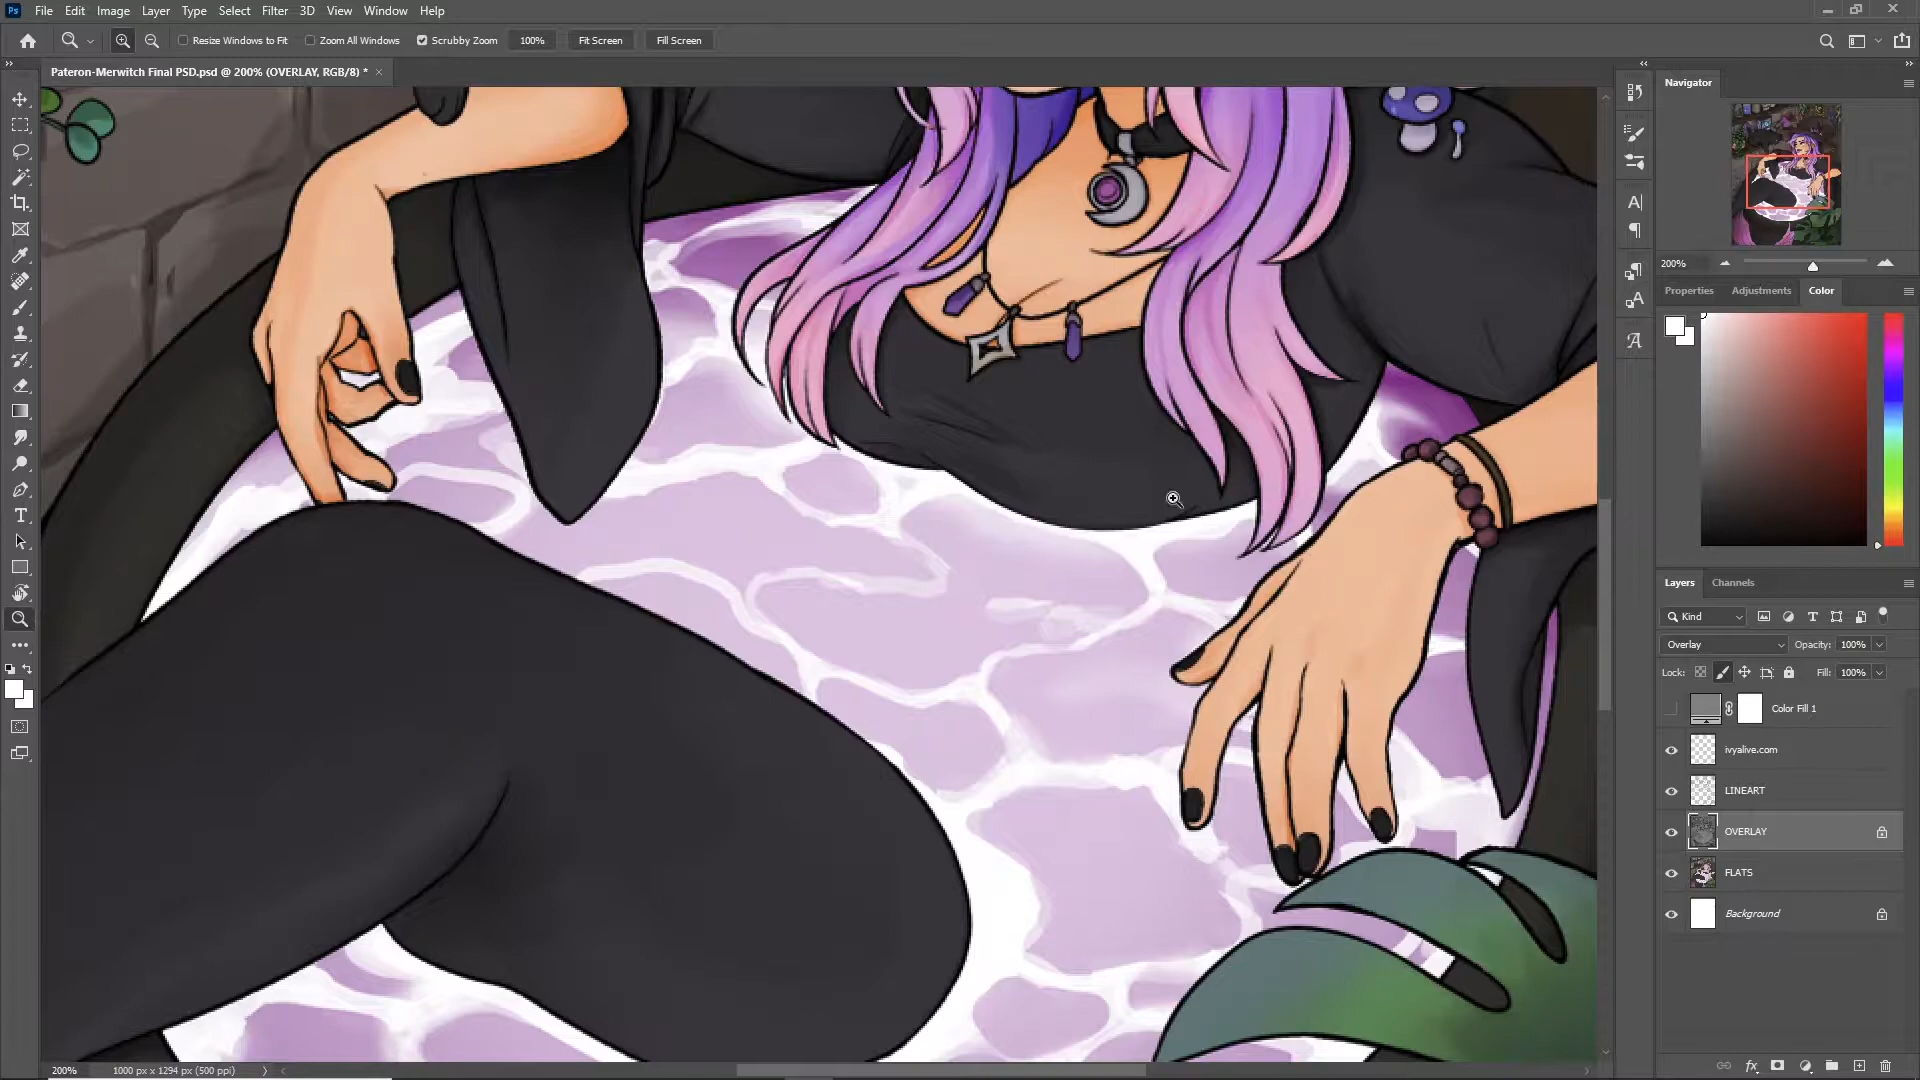 Ps File Edit Image Layer Type Select Filter 3D View Window Help
Resize Windows to Fit Zoom All Windows Scrubby Zoom 100% Fit Screen Fill Screen
Pateron-Merwitch Final PSD.psd @ 200% (OVERLAY, RGB/8) *
Navigator
200%
Properties Adjustments Color
Layers Channels
Kind
Overlay Opacity: 100%
Lock: Fill: 100%
Color Fill 1
ivyalive.com
LINEART
OVERLAY
FLATS
Background
200% 1000 px x 1294 px (500 ppi)